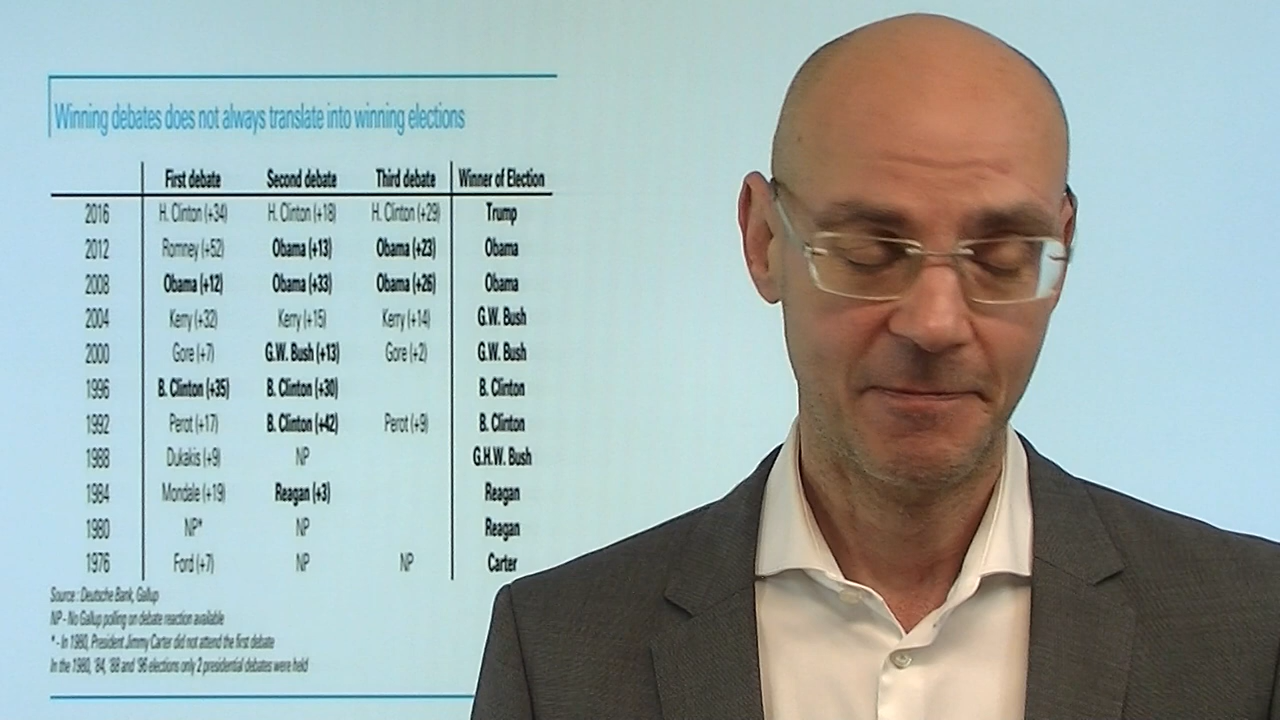 Winning debates does not always translate into winning elections
First debate Second debate Third debate Winner of Election
2016 H. Clinton (+34) H. Clinton (+18) H. Clinton (+29) Trump
2012 Romney (+52) Obama (+13) Obama (+23) Obama
2008 Obama (+12) Obama (+33) Obama (+26) Obama
2004 Kerry (+32) Kerry (+15) Kerry (+14) G.W. Bush
2000 Gore (+7) G.W. Bush (+13) Gore (+2) G.W. Bush
1996 B. Clinton (+35) B. Clinton (+30) B. Clinton
1992 Perot (+17) B. Clinton (+42) Perot (+9) B. Clinton
1988 Dukakis (+9) NP G.H.W. Bush
1984 Mondale (+19) Reagan (+3) Reagan
1980 NP* NP Reagan
1976 Ford (+7) NP NP Carter
Source : Deutsche Bank, Gallup
NP - No Gallup polling on debate reaction available
* - In 1980, President Jimmy Carter did not attend the first debate
In the 1980, '84, '88 and '96 elections only 2 presidential debates were held